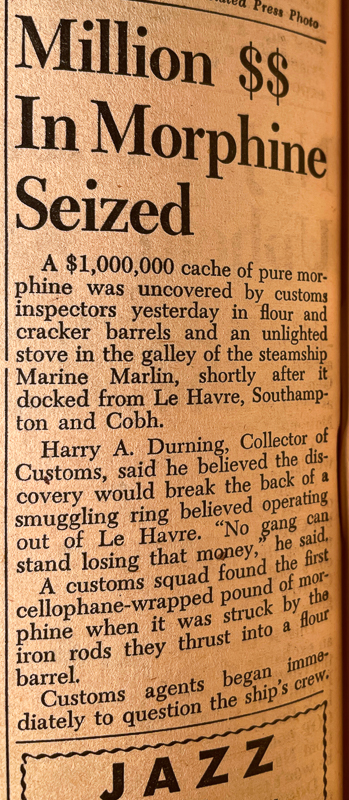 Press Photo
Million $$
In Morphine
Seized
A $1,000,000 cache of pure mor-
phine was uncovered by customs
inspectors yesterday in flour and
cracker barrels and an unlighted
stove in the galley of the steamship
Marine Marlin, shortly after it
docked from Le Havre, Southamp-
ton and Cobh.
Harry A. Durning, Collector of
Customs, said he believed the dis-
covery would break the back of a
smuggling ring believed operating
out of Le Havre. “No gang can
stand losing that money,” he said.
A customs squad found the first
cellophane-wrapped pound of mor-
phine when it was struck by the
iron rods they thrust into a flour
barrel.
Customs agents began imme-
diately to question the ship's crew.
JAZZ